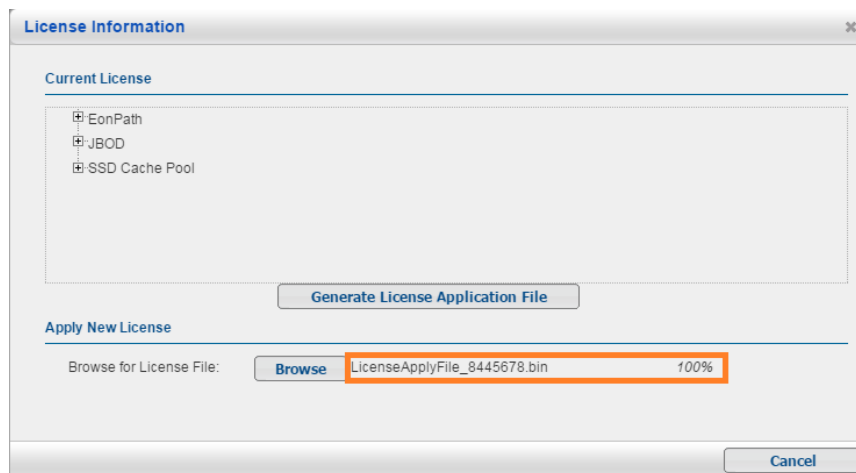 License Information
Current License
EonPath
JBOD
SSD Cache Pool
Generate License Application File
Apply New License
Browse for License File: Browse LicenseApplyFile_8445678.bin 100%
Cancel